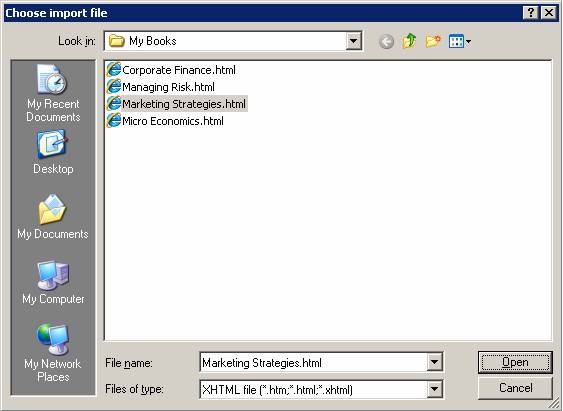 Choose import file
Look in: My Books
Corporate Finance.html
Managing Risk.html
Marketing Strategies.html
Micro Economics.html
My Recent
Documents
Desktop
My Documents
My Computer
My Network
Places
File name: Marketing Strategies.html Open
Files of type: XHTML file (*.htm;*.html;*.xhtml) Cancel